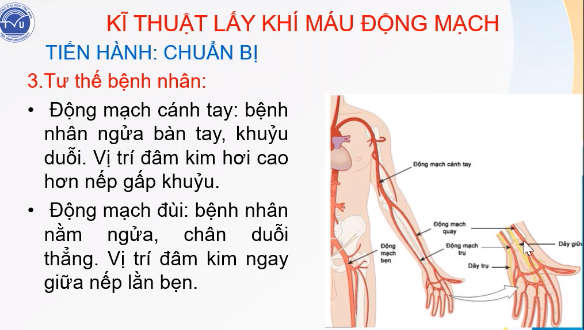 KĨ THUẬT LẤY KHÍ MÁU ĐỘNG MẠCH
TIẾN HÀNH: CHUẨN BỊ
3.Tư thế bệnh nhân:
• Động mạch cánh tay: bệnh
nhân ngửa bàn tay, khuỷu
duỗi. Vị trí đâm kim hơi cao
hơn nếp gấp khuỷu.
• Động mạch đùi: bệnh nhân
nằm ngửa, chân duỗi
thẳng. Vị trí đâm kim ngay
giữa nếp lằn bẹn.
Động mạch cánh tay
Động mạch
quay
Động mạch
trụ
Động
mạch
bẹn
Dây trụ
Dây giữ